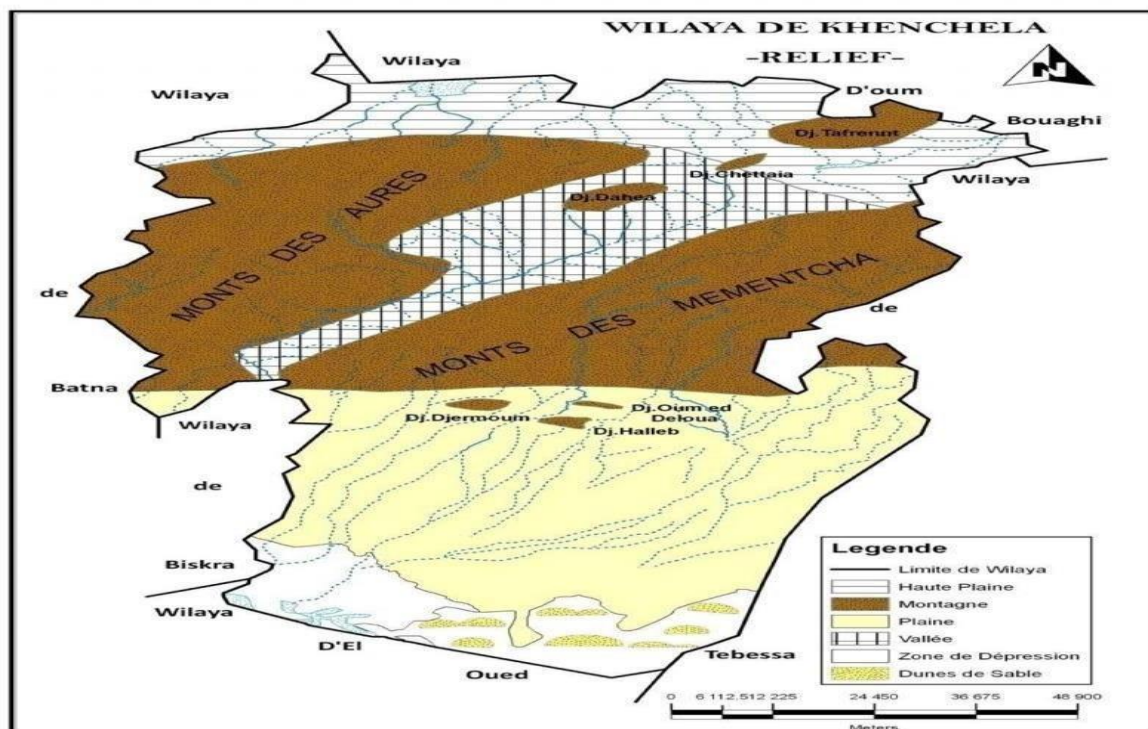 WILAYA DE KHENCHELA
-RELIEF-
N
Wilaya
Wilaya
D'oum
Bouaghi
Dj.Tafrennt
Dj.Chettaia
Wilaya
Dj.Dahea
MONTS DES AURES
MONTS DES MEMENTCHA
de
de
Batna
Wilaya
Dj.Djermoum
Dj.Oum ed
Deloua
Dj.Halleb
de
Biskra
Wilaya
D'El
Oued
Tebessa
Legende
Limite de Wilaya
Haute Plaine
Montagne
Plaine
Vallée
Zone de Dépression
Dunes de Sable
0 6 112.512 225 24 450 36 675 48 900
Meters